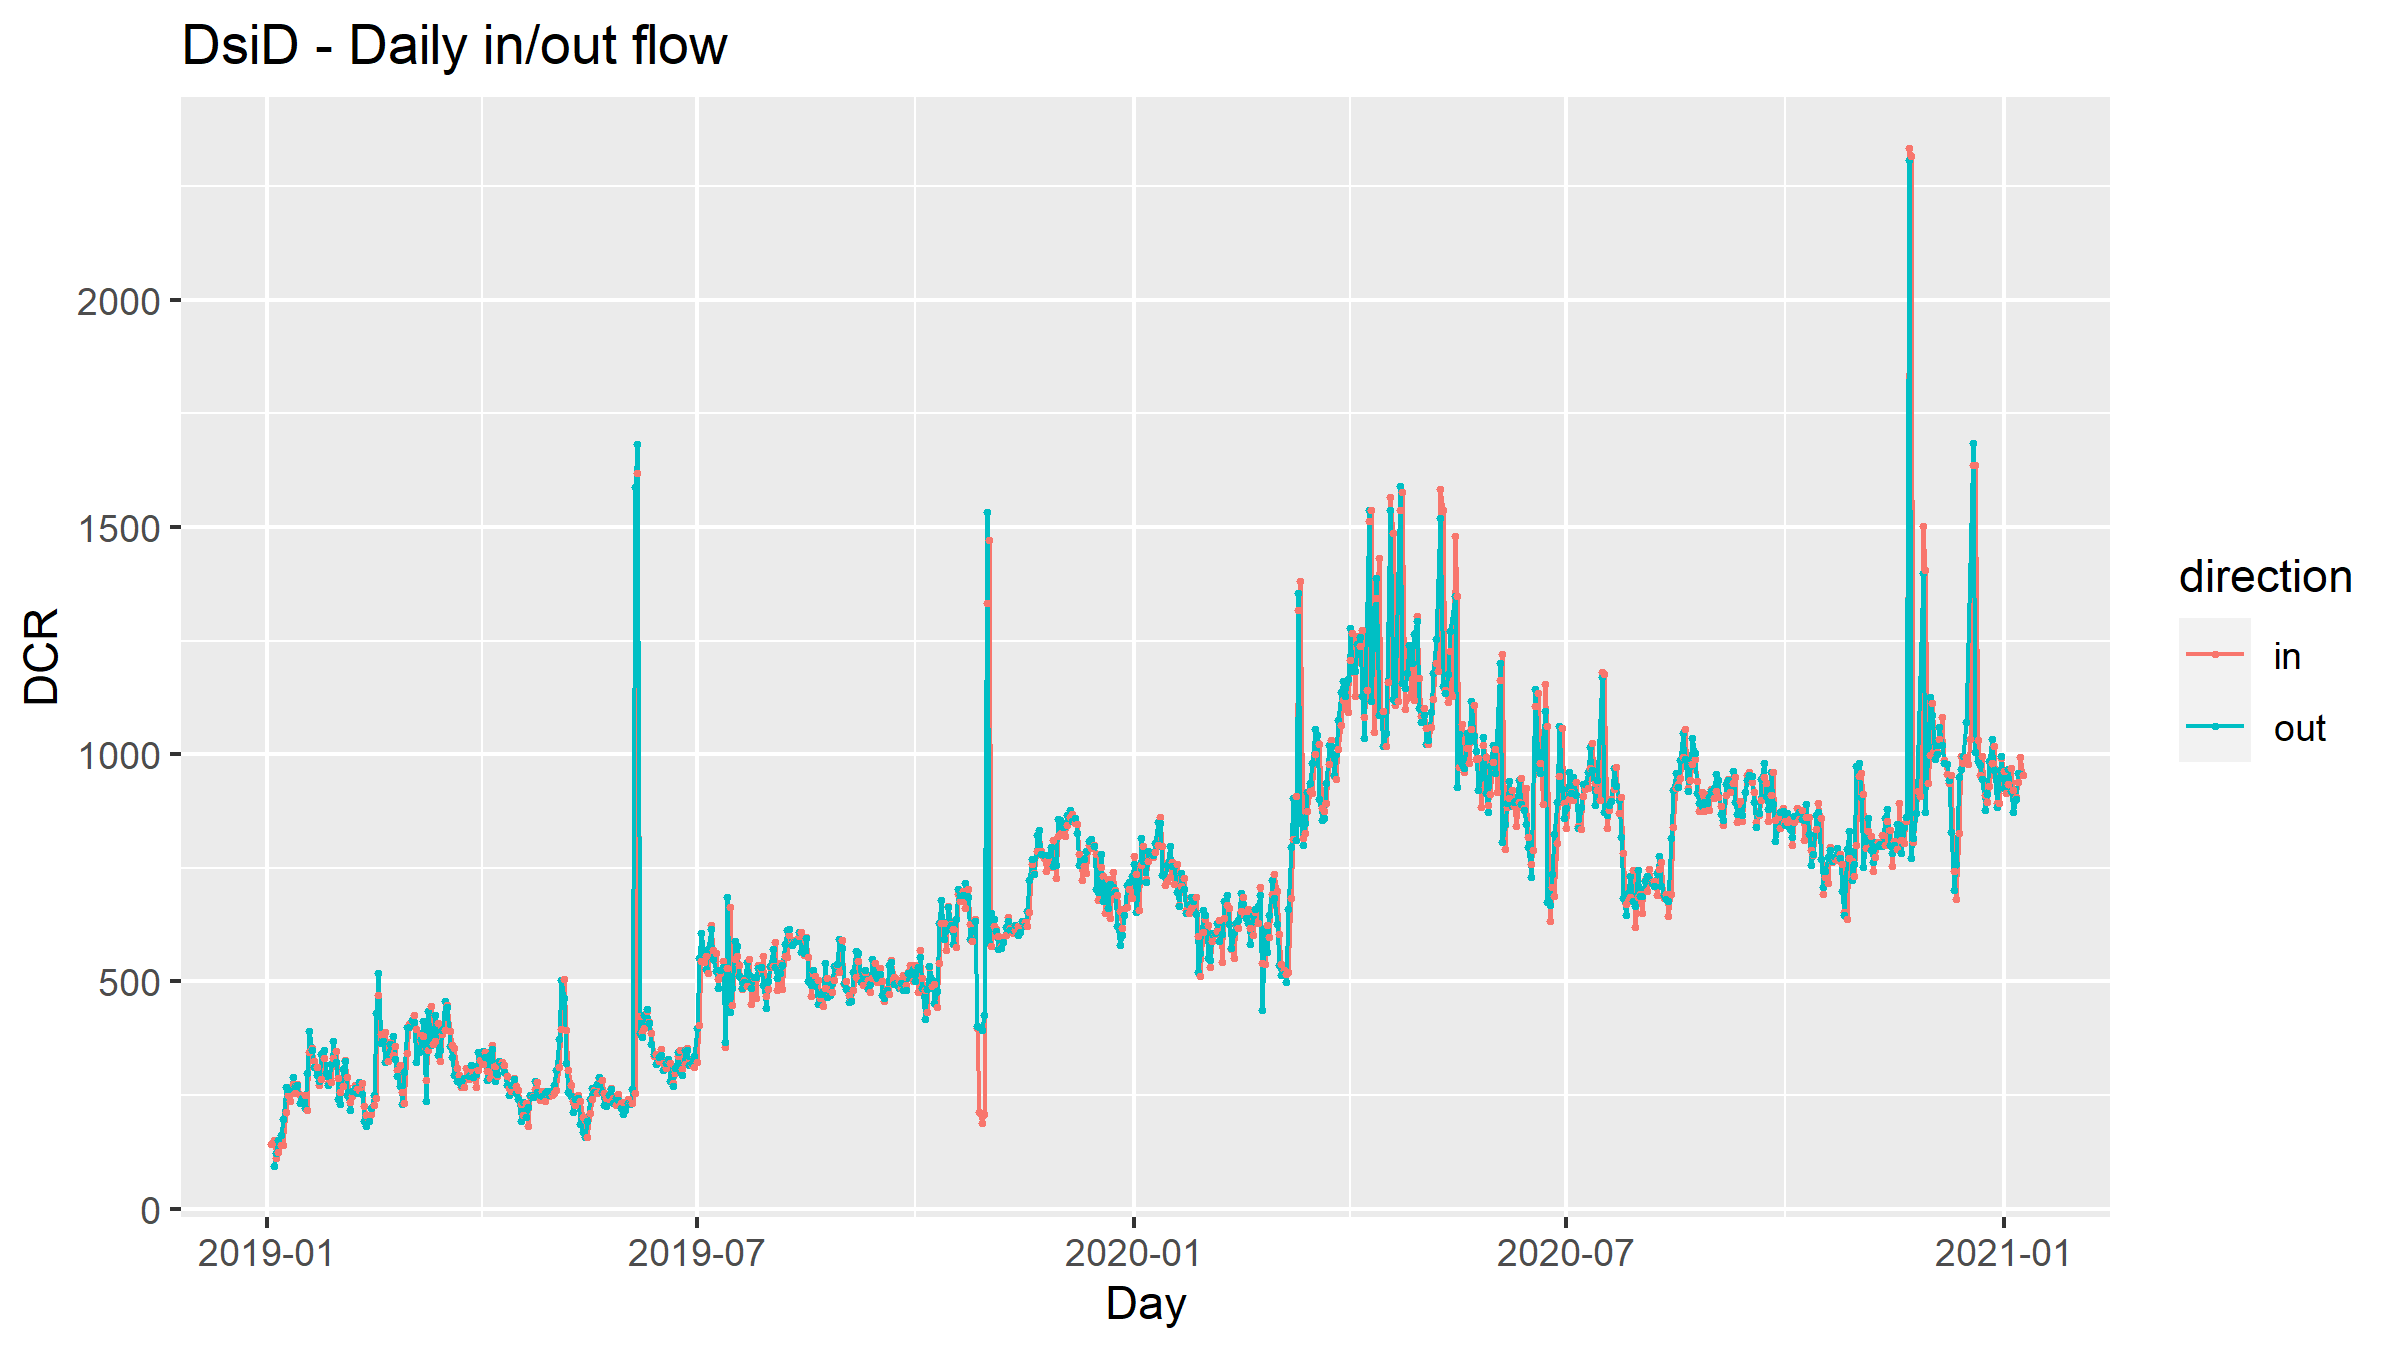 DsiD - Daily in/out flow
DCR
2000
1500
1000
500
0
2019-01 2019-07 2020-01 2020-07 2021-01
Day
direction
in
out